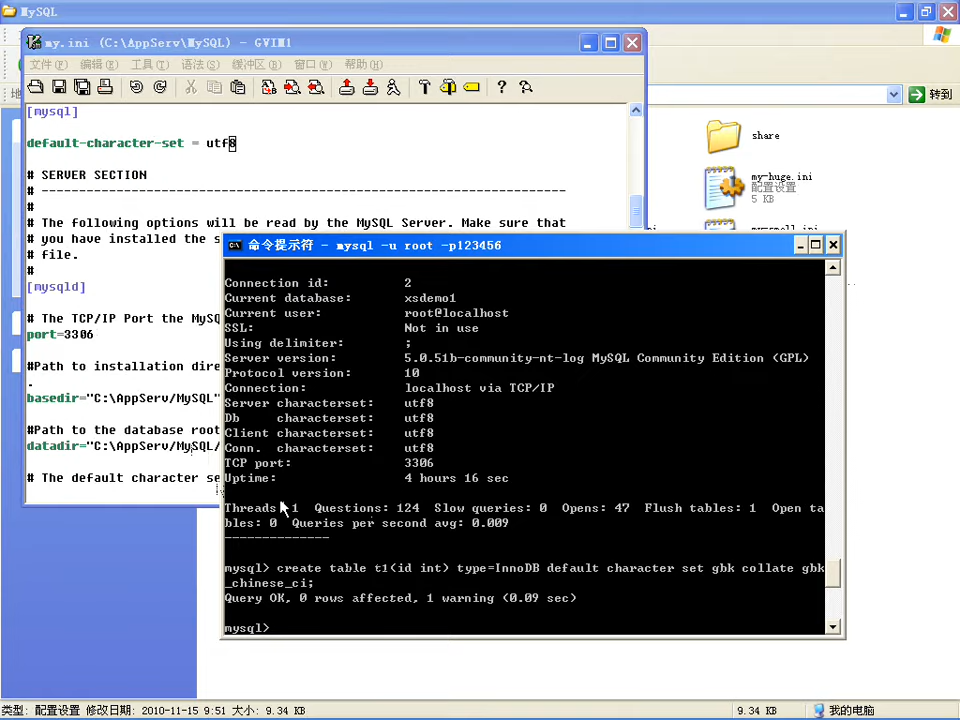 MySQL
my.ini (C:\AppServ\MySQL) - GVIM1
文件(F) 编辑(E) 工具(T) 语法(S) 缓冲区(B) 窗口(W) 帮助(H)
转到
[mysql]
default-character-set = utf8
# SERVER SECTION
# ----------------------------------------------------------------------
#
# The following options will be read by the MySQL Server. Make sure that
# you have installed the s
# file.
#
[mysqld]
# The TCP/IP Port the MySQ
port=3306
#Path to installation dire
.
basedir="C:\AppServ/MySQL"
#Path to the database root
datadir="C:\AppServ/MySQL/
# The default character se
share
my-huge.ini
配置设置
5 KB
命令提示符 - mysql -u root -p123456
Connection id: 2
Current database: xsdemo1
Current user: root@localhost
SSL: Not in use
Using delimiter: ;
Server version: 5.0.51b-community-nt-log MySQL Community Edition (GPL)
Protocol version: 10
Connection: localhost via TCP/IP
Server characterset: utf8
Db characterset: utf8
Client characterset: utf8
Conn. characterset: utf8
TCP port: 3306
Uptime: 4 hours 16 sec
Threads: 1 Questions: 124 Slow queries: 0 Opens: 47 Flush tables: 1 Open ta
bles: 0 Queries per second avg: 0.009
--------------
mysql> create table t1(id int) type=InnoDB default character set gbk collate gbk
_chinese_ci;
Query OK, 0 rows affected, 1 warning (0.09 sec)
mysql>
类型: 配置设置 修改日期: 2010-11-15 9:51 大小: 9.34 KB
9.34 KB
我的电脑